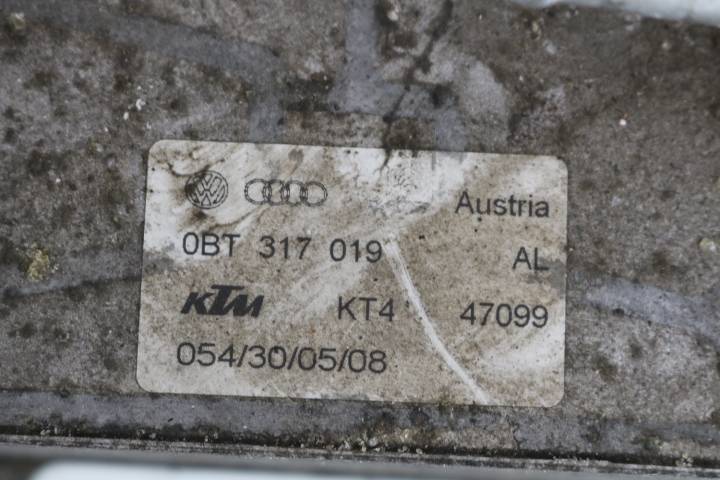 Austria
0BT 317 019 AL
KTM KT4 47099
054/30/05/08